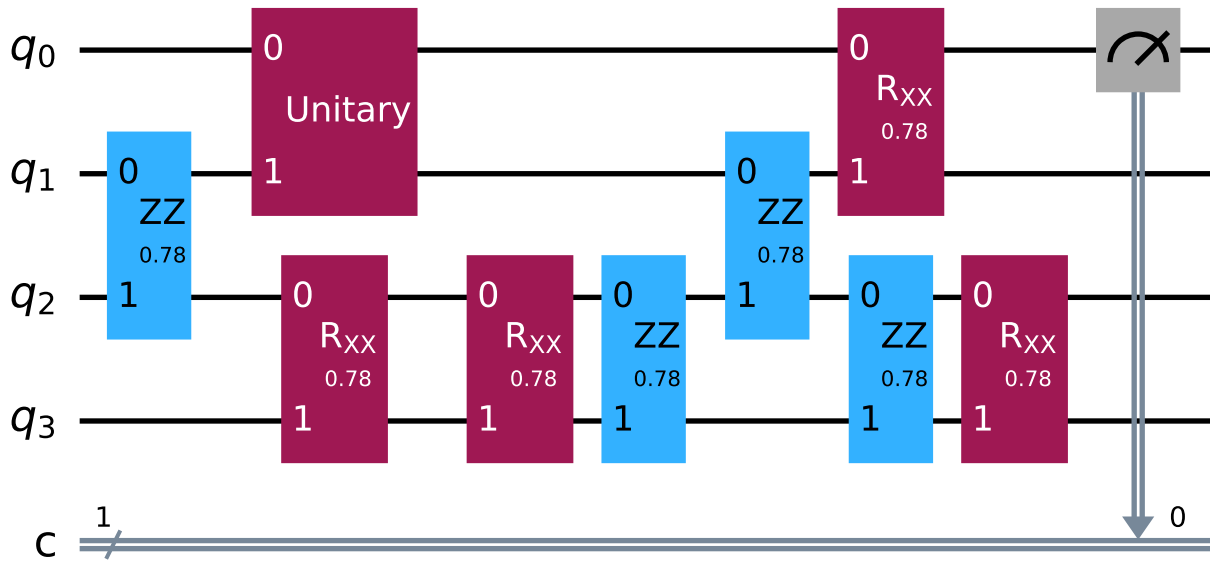 q0 0 0
Unitary RXX
0.78
q1 0 1 0 1
ZZ ZZ
0.78 0.78
q2 1 0 0 0 1 0 0
RXX RXX ZZ ZZ RXX
0.78 0.78 0.78 0.78 0.78
q3 1 1 1 1 1
1 0
c